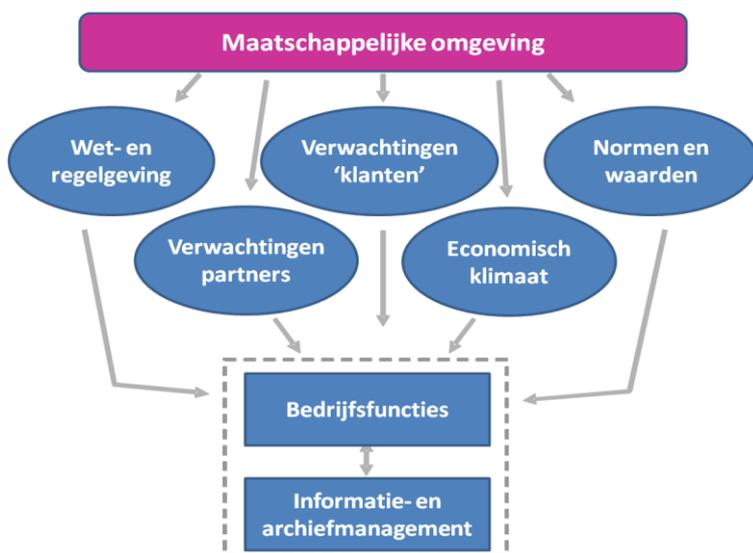 Maatschappelijke omgeving
Wet- en
regelgeving
Verwachtingen
‘klanten’
Normen en
waarden
Verwachtingen
partners
Economisch
klimaat
Bedrijfsfuncties
Informatie- en
archiefmanagement